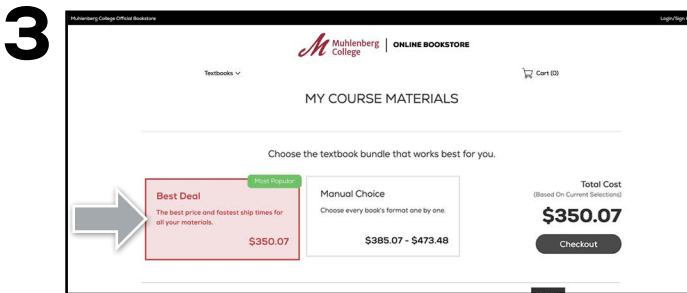 3
Muhlenberg College Official Bookstore
Login/Sign
Muhlenberg College | ONLINE BOOKSTORE
Textbooks
Cart (0)
MY COURSE MATERIALS
Choose the textbook bundle that works best for you.
Most Popular
Best Deal
The best price and fastest ship times for
all your materials.
$350.07
Manual Choice
Choose every book's format one by one.
$385.07 - $473.48
Total Cost
(Based On Current Selections)
$350.07
Checkout